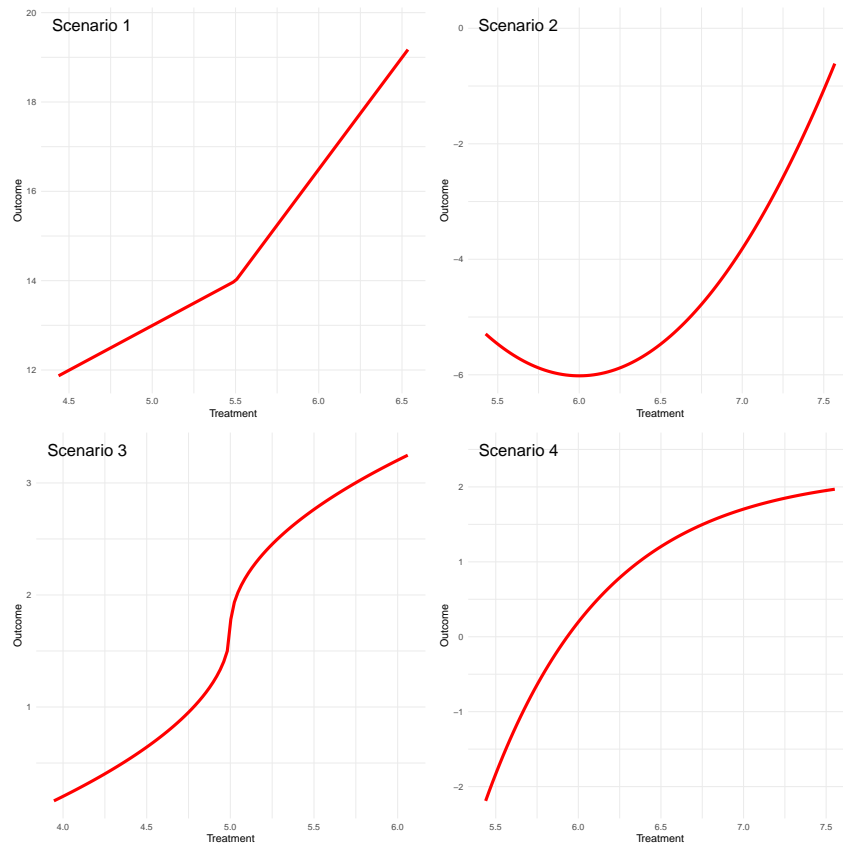 Scenario 1
20
18
16
14
12
Outcome
4.5 5.0 5.5 6.0 6.5
Treatment
Scenario 2
0
−2
−4
−6
Outcome
5.5 6.0 6.5 7.0 7.5
Treatment
Scenario 3
3
2
1
Outcome
4.0 4.5 5.0 5.5 6.0
Treatment
Scenario 4
2
1
0
−1
−2
Outcome
5.5 6.0 6.5 7.0 7.5
Treatment